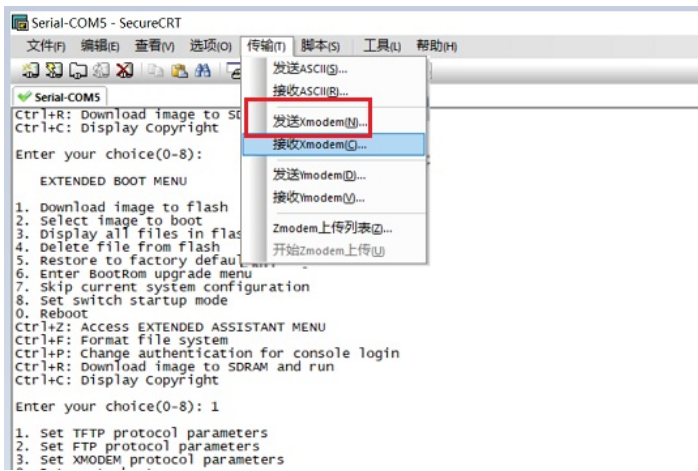 Serial-COM5 - SecureCRT
文件(F) 编辑(E) 查看(V) 选项(O) 传输(T) 脚本(S) 工具(L) 帮助(H)
发送ASCII(S)...
接收ASCII(R)...
发送Xmodem(N)...
接收Xmodem(C)...
发送Ymodem(D)...
接收Ymodem(V)...
Zmodem上传列表(Z)...
开始Zmodem上传(U)
Serial-COM5
Ctrl+R: Download image to SD
Ctrl+C: Display Copyright
Enter your choice(0-8):
EXTENDED BOOT MENU
1. Download image to flash
2. Select image to boot
3. Display all files in flas
4. Delete file from flash
5. Restore to factory defau
6. Enter BootRom upgrade menu
7. Skip current system configuration
8. Set switch startup mode
0. Reboot
Ctrl+Z: Access EXTENDED ASSISTANT MENU
Ctrl+F: Format file system
Ctrl+P: Change authentication for console login
Ctrl+R: Download image to SDRAM and run
Ctrl+C: Display Copyright
Enter your choice(0-8): 1
1. Set TFTP protocol parameters
2. Set FTP protocol parameters
3. Set XMODEM protocol parameters